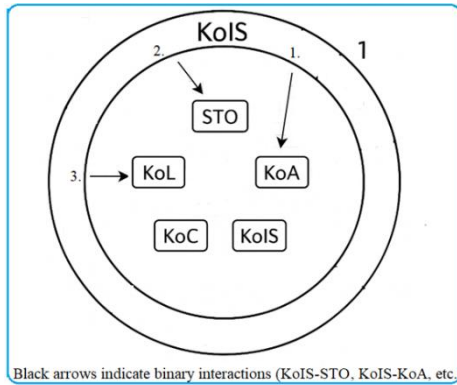 KoIS
1
2.
1.
STO
3.
KoL
KoA
KoC
KoIS
Black arrows indicate binary interactions (KoIS-STO, KoIS-KoA, etc.